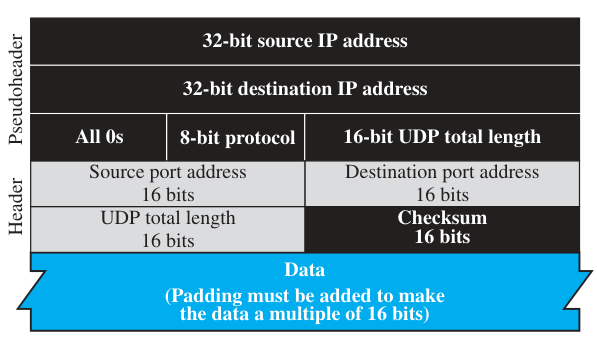 Pseudoheader
32-bit source IP address
32-bit destination IP address
All 0s
8-bit protocol
16-bit UDP total length
Header
Source port address
16 bits
Destination port address
16 bits
UDP total length
16 bits
Checksum
16 bits
Data
(Padding must be added to make
the data a multiple of 16 bits)